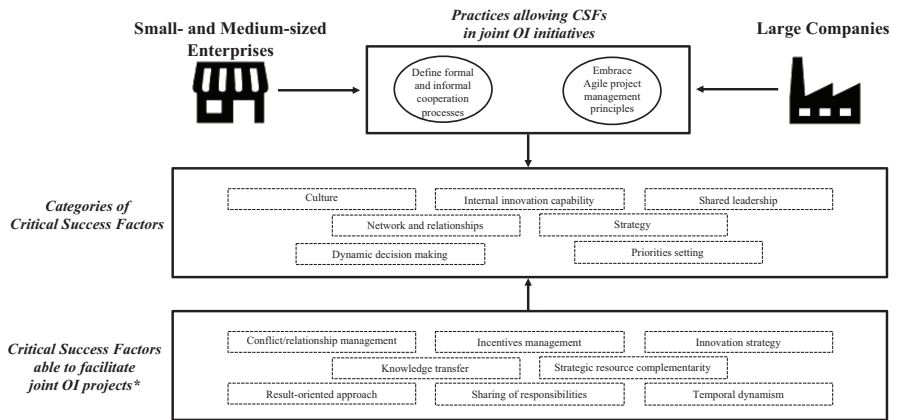 Small- and Medium-sized
Enterprises
Practices allowing CSFs
in joint OI initiatives
Large Companies
Define formal
and informal
cooperation
processes
Embrace
Agile project
management
principles
Categories of
Critical Success Factors
Culture
Internal innovation capability
Shared leadership
Network and relationships
Strategy
Dynamic decision making
Priorities setting
Critical Success Factors
able to facilitate
joint OI projects*
Conflict/relationship management
Incentives management
Innovation strategy
Knowledge transfer
Strategic resource complementarity
Result-oriented approach
Sharing of responsibilities
Temporal dynamism